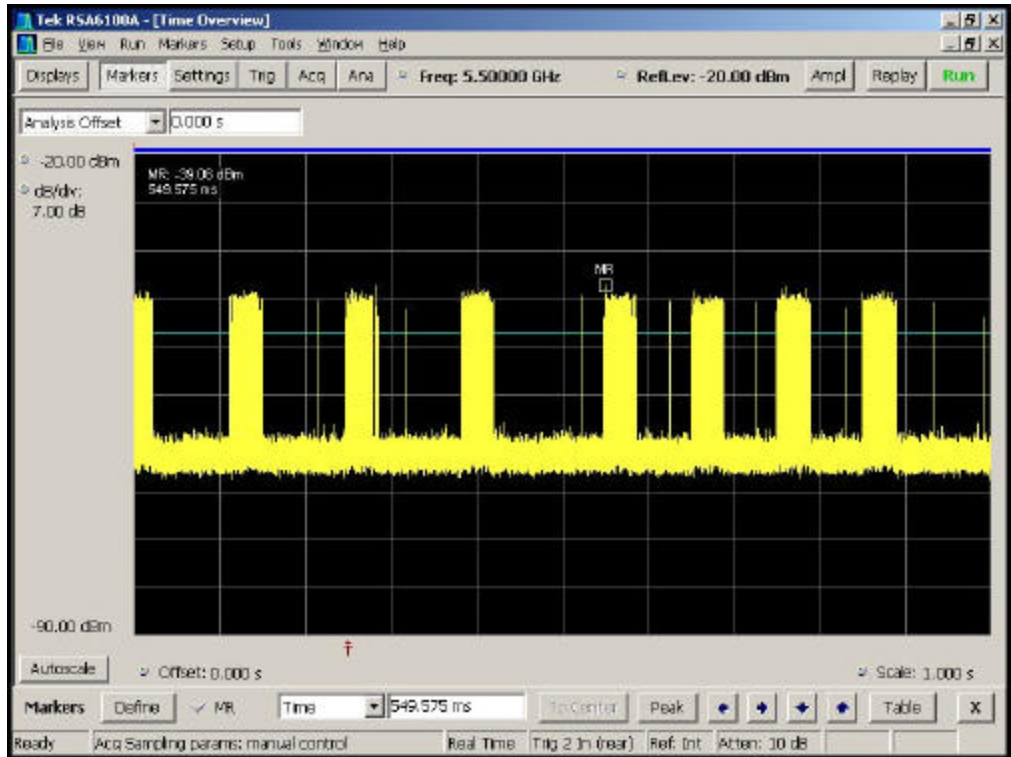 Tek RSA6100A - [Time Overview]
File View Run Markers Setup Tools Window Help
Displays Markers Settings Trig Acq Ana Freq: 5.50000 GHz RefLev: -20.00 dBm Ampl Replay Run
Analysis Offset 0.000 s
-20.00 dBm
dB/div:
7.00 dB
MR: -39.06 dBm
549.575 ms
MR
-90.00 dBm
Autoscale Offset: 0.000 s Scale: 1.000 s
Markers Define MR Time 549.575 ms To Center Peak Table X
Ready Acq Sampling params: manual control Real Time Trig 2 In (rear) Ref: Int Atten: 10 dB